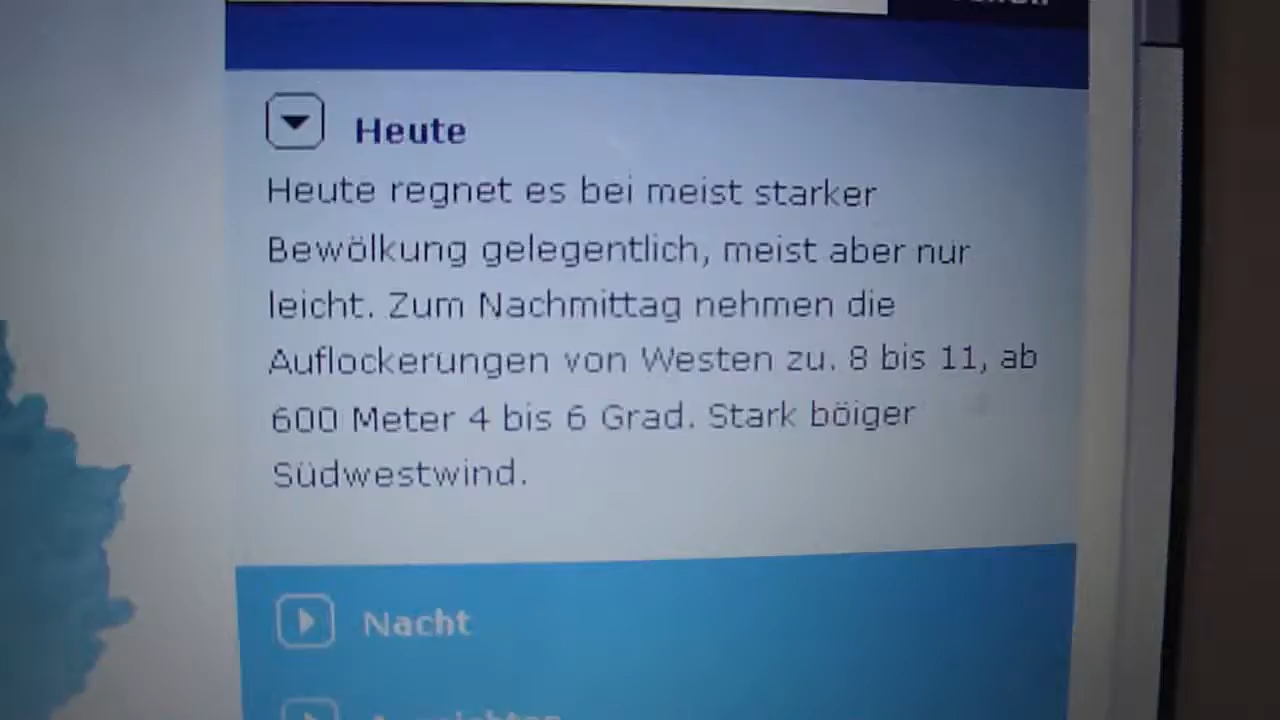 Heute
Heute regnet es bei meist starker
Bewölkung gelegentlich, meist aber nur
leicht. Zum Nachmittag nehmen die
Auflockerungen von Westen zu. 8 bis 11, ab
600 Meter 4 bis 6 Grad. Stark böiger
Südwestwind.
Nacht